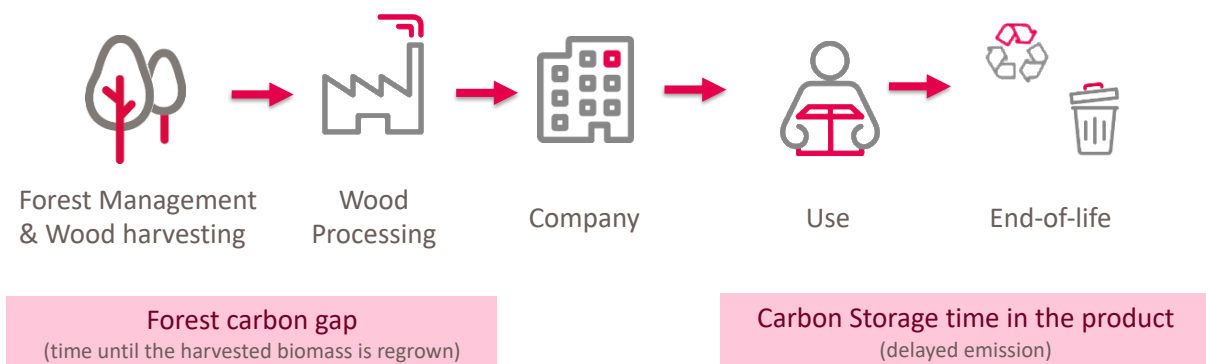 Forest Management
& Wood harvesting
Wood
Processing
Company
Use
End-of-life
Forest carbon gap
(time until the harvested biomass is regrown)
Carbon Storage time in the product
(delayed emission)